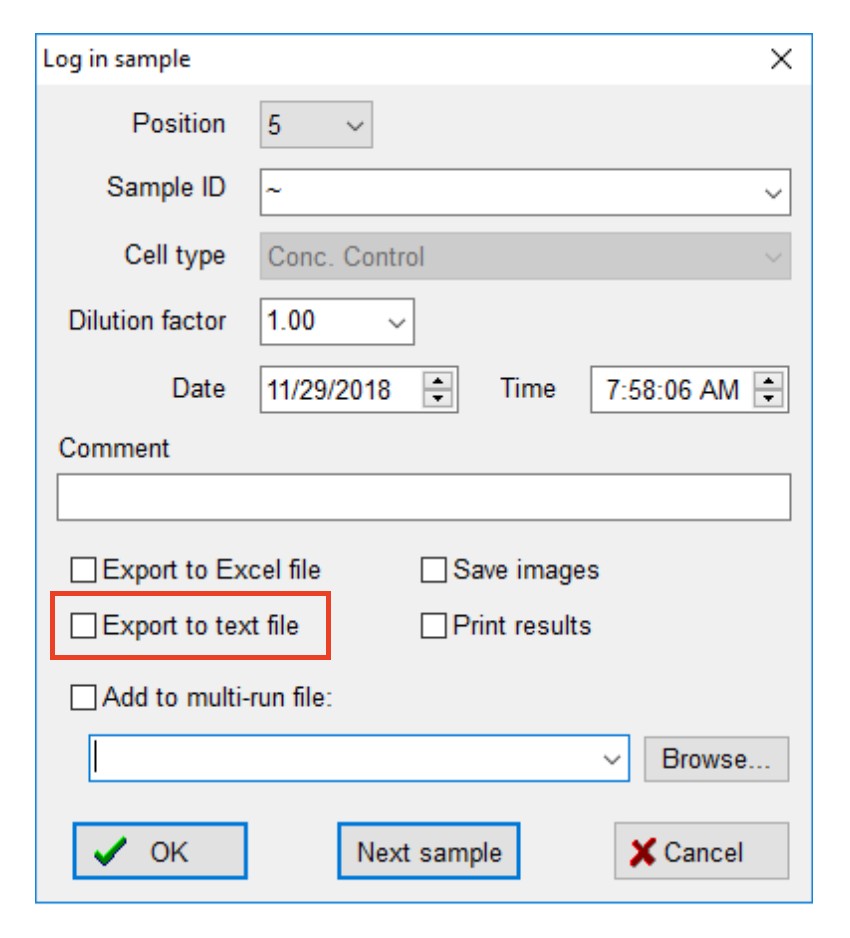 Log in sample
Position 5
Sample ID ~
Cell type Conc. Control
Dilution factor 1.00
Date 11/29/2018 Time 7:58:06 AM
Comment
Export to Excel file Save images
Export to text file Print results
Add to multi-run file:
Browse...
OK Next sample Cancel